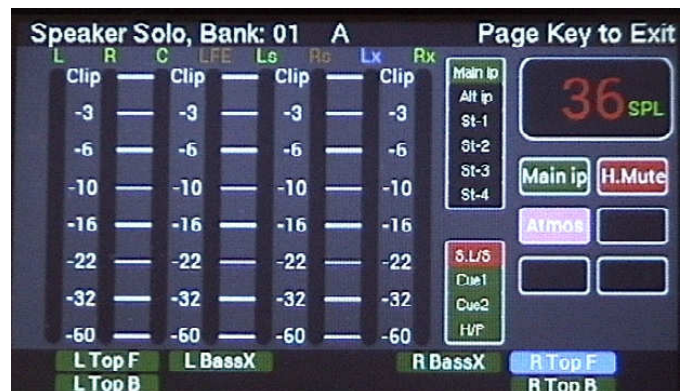 Speaker Solo, Bank: 01 A Page Key to Exit
L R C LFE Ls Rs Lx Rx
Clip Clip Clip Clip
-3 -3 -3 -3
-6 -6 -6 -6
-10 -10 -10 -10
-16 -16 -16 -16
-22 -22 -22 -22
-32 -32 -32 -32
-60 -60 -60 -60
Main ip
Alt ip
St-1
St-2
St-3
St-4
S.L/S
Cue1
Cue2
H/P
36 SPL
Main ip H.Mute
Atmos
L Top F L BassX R BassX R Top F
L Top B R Top B